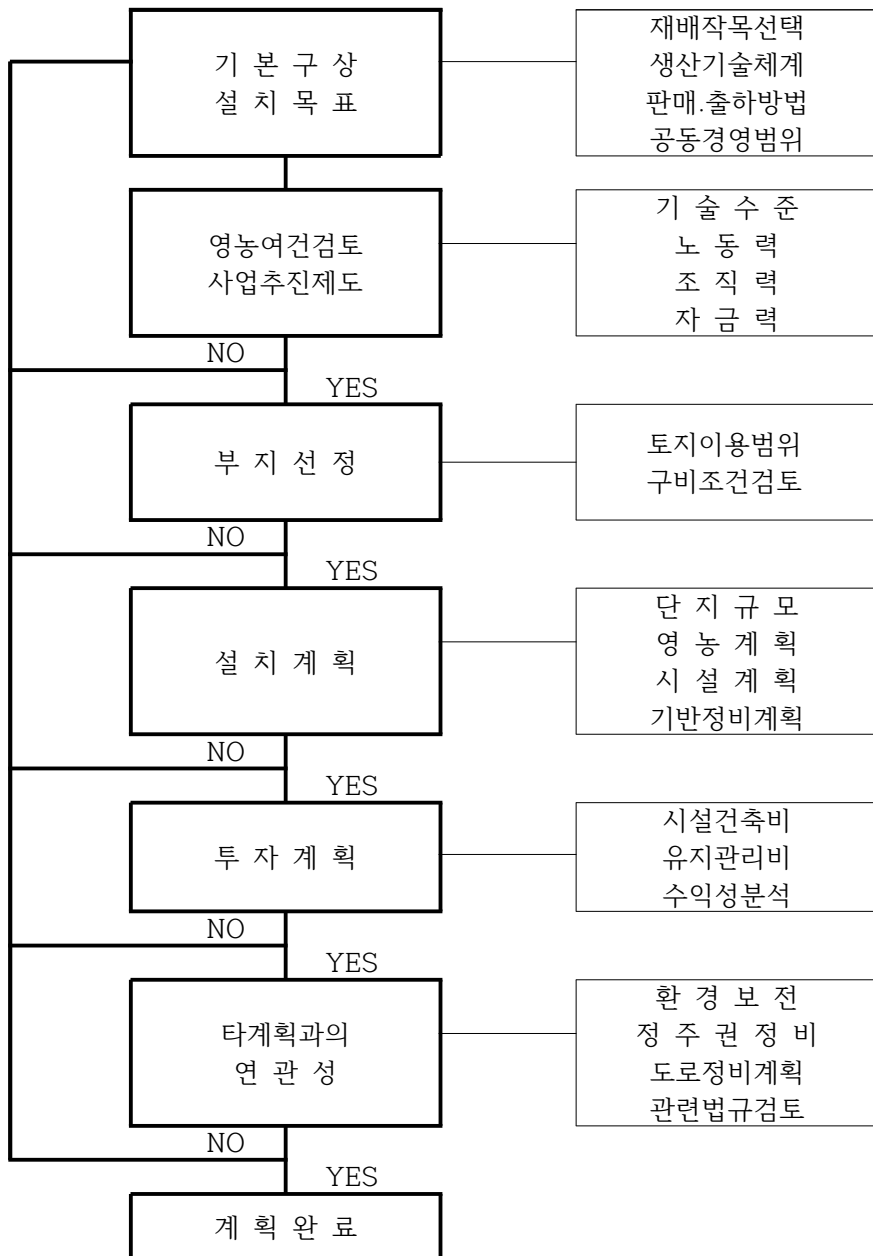 기 본 구 상
설 치 목 표
재배작목선택
생산기술체계
판매.출하방법
공동경영범위
영농여건검토
사업추진제도
기 술 수 준
노 동 력
조 직 력
자 금 력
NO
YES
부 지 선 정
토지이용범위
구비조건검토
NO
YES
설 치 계 획
단 지 규 모
영 농 계 획
시 설 계 획
기반정비계획
NO
YES
투 자 계 획
시설건축비
유지관리비
수익성분석
NO
YES
타계획과의
연 관 성
환 경 보 전
정 주 권 정 비
도로정비계획
관련법규검토
NO
YES
계 획 완 료